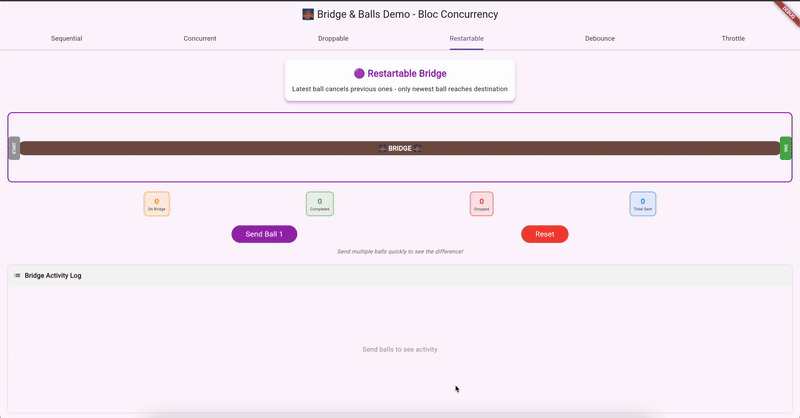 Bridge & Balls Demo - Bloc Concurrency
DEBUG
Sequential
Concurrent
Droppable
Restartable
Debounce
Throttle
Restartable Bridge
Latest ball cancels previous ones - only newest ball reaches destination
START
BRIDGE
END
0
On Bridge
0
Completed
0
Dropped
0
Total Sent
Send Ball 1
Reset
Send multiple balls quickly to see the difference!
Bridge Activity Log
Send balls to see activity